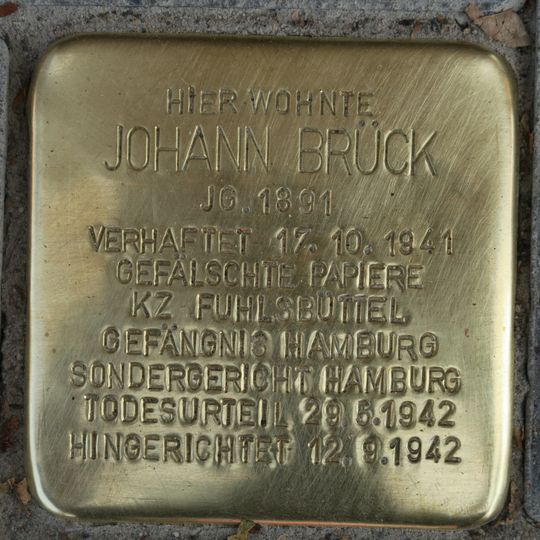 HIER WOHNTE
JOHANN BRÜCK
JG. 1891
VERHAFTET 17. 10. 1941
GEFÄLSCHTE PAPIERE
KZ FUHLSBÜTTEL
GEFÄNGNIS HAMBURG
SONDERGERICHT HAMBURG
TODESURTEIL 29 5.1942
HINGERICHTET 12. 9.1942